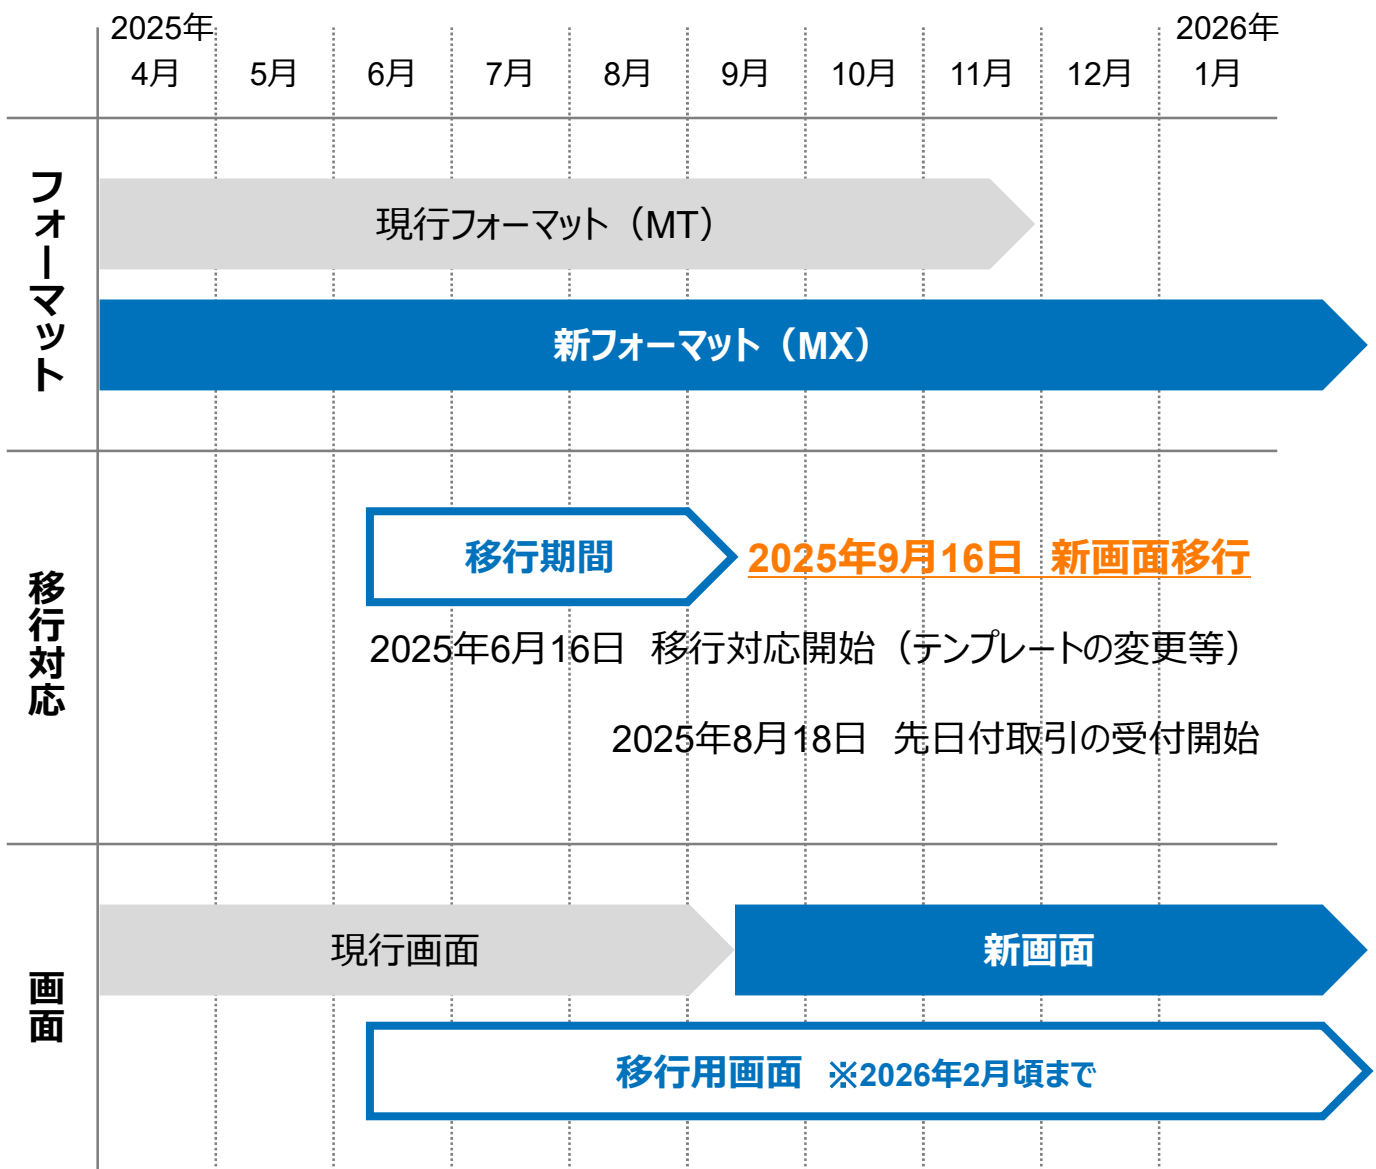 2025年
2026年
4月
5月
6月
7月
8月
9月
10月
11月
12月
1月
フォーマット
現行フォーマット（MT）
新フォーマット（MX）
移行対応
移行期間
2025年9月16日　新画面移行
2025年6月16日　移行対応開始（テンプレートの変更等）
2025年8月18日　先日付取引の受付開始
画面
現行画面
新画面
移行用画面　※2026年2月頃まで